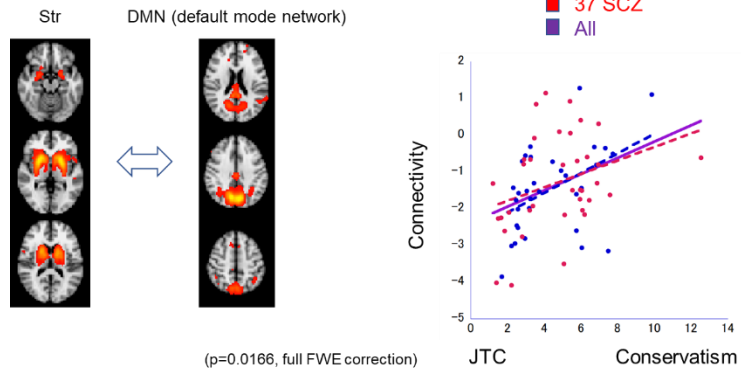 Str
DMN (default mode network)
37 SCZ
All
Connectivity
2
1
0
-1
-2
-3
-4
-5
0 2 4 6 8 10 12 14
JTC Conservatism
(p=0.0166, full FWE correction)